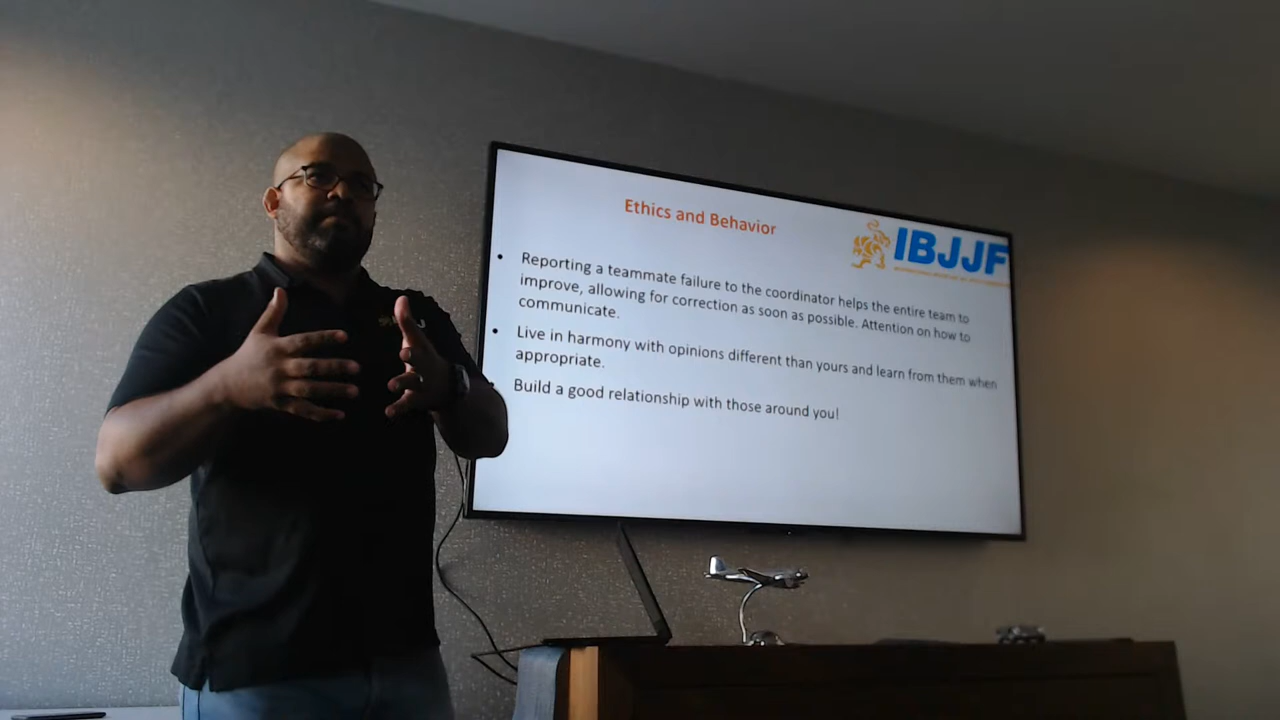 Ethics and Behavior
IBJJF
Reporting a teammate failure to the coordinator helps the entire team to
improve, allowing for correction as soon as possible. Attention on how to
communicate.
Live in harmony with opinions different than yours and learn from them when
appropriate.
Build a good relationship with those around you!